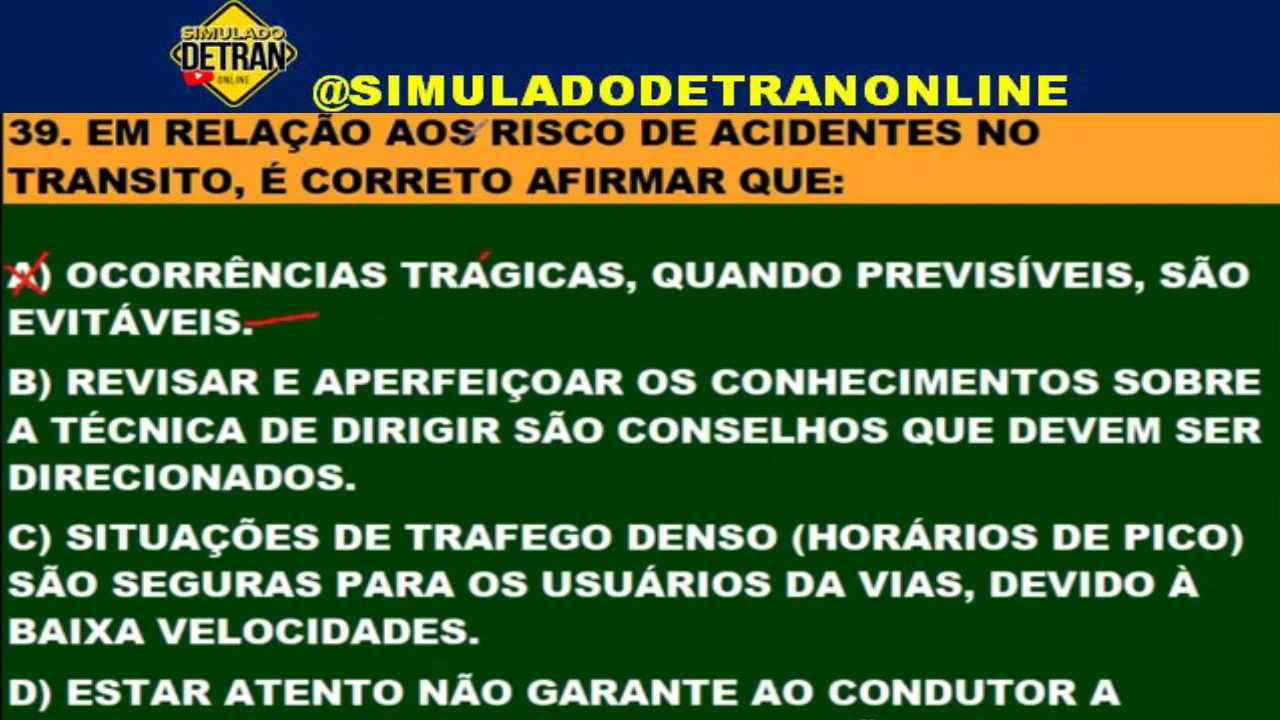 SIMULADO
DETRAN
ONLINE
@SIMULADODETRANONLINE
39. EM RELAÇÃO AOS RISCO DE ACIDENTES NO
TRANSITO, É CORRETO AFIRMAR QUE:
A) OCORRÊNCIAS TRÁGICAS, QUANDO PREVISÍVEIS, SÃO
EVITÁVEIS.
B) REVISAR E APERFEIÇOAR OS CONHECIMENTOS SOBRE
A TÉCNICA DE DIRIGIR SÃO CONSELHOS QUE DEVEM SER
DIRECIONADOS.
C) SITUAÇÕES DE TRAFEGO DENSO (HORÁRIOS DE PICO)
SÃO SEGURAS PARA OS USUÁRIOS DA VIAS, DEVIDO À
BAIXA VELOCIDADES.
D) ESTAR ATENTO NÃO GARANTE AO CONDUTOR A